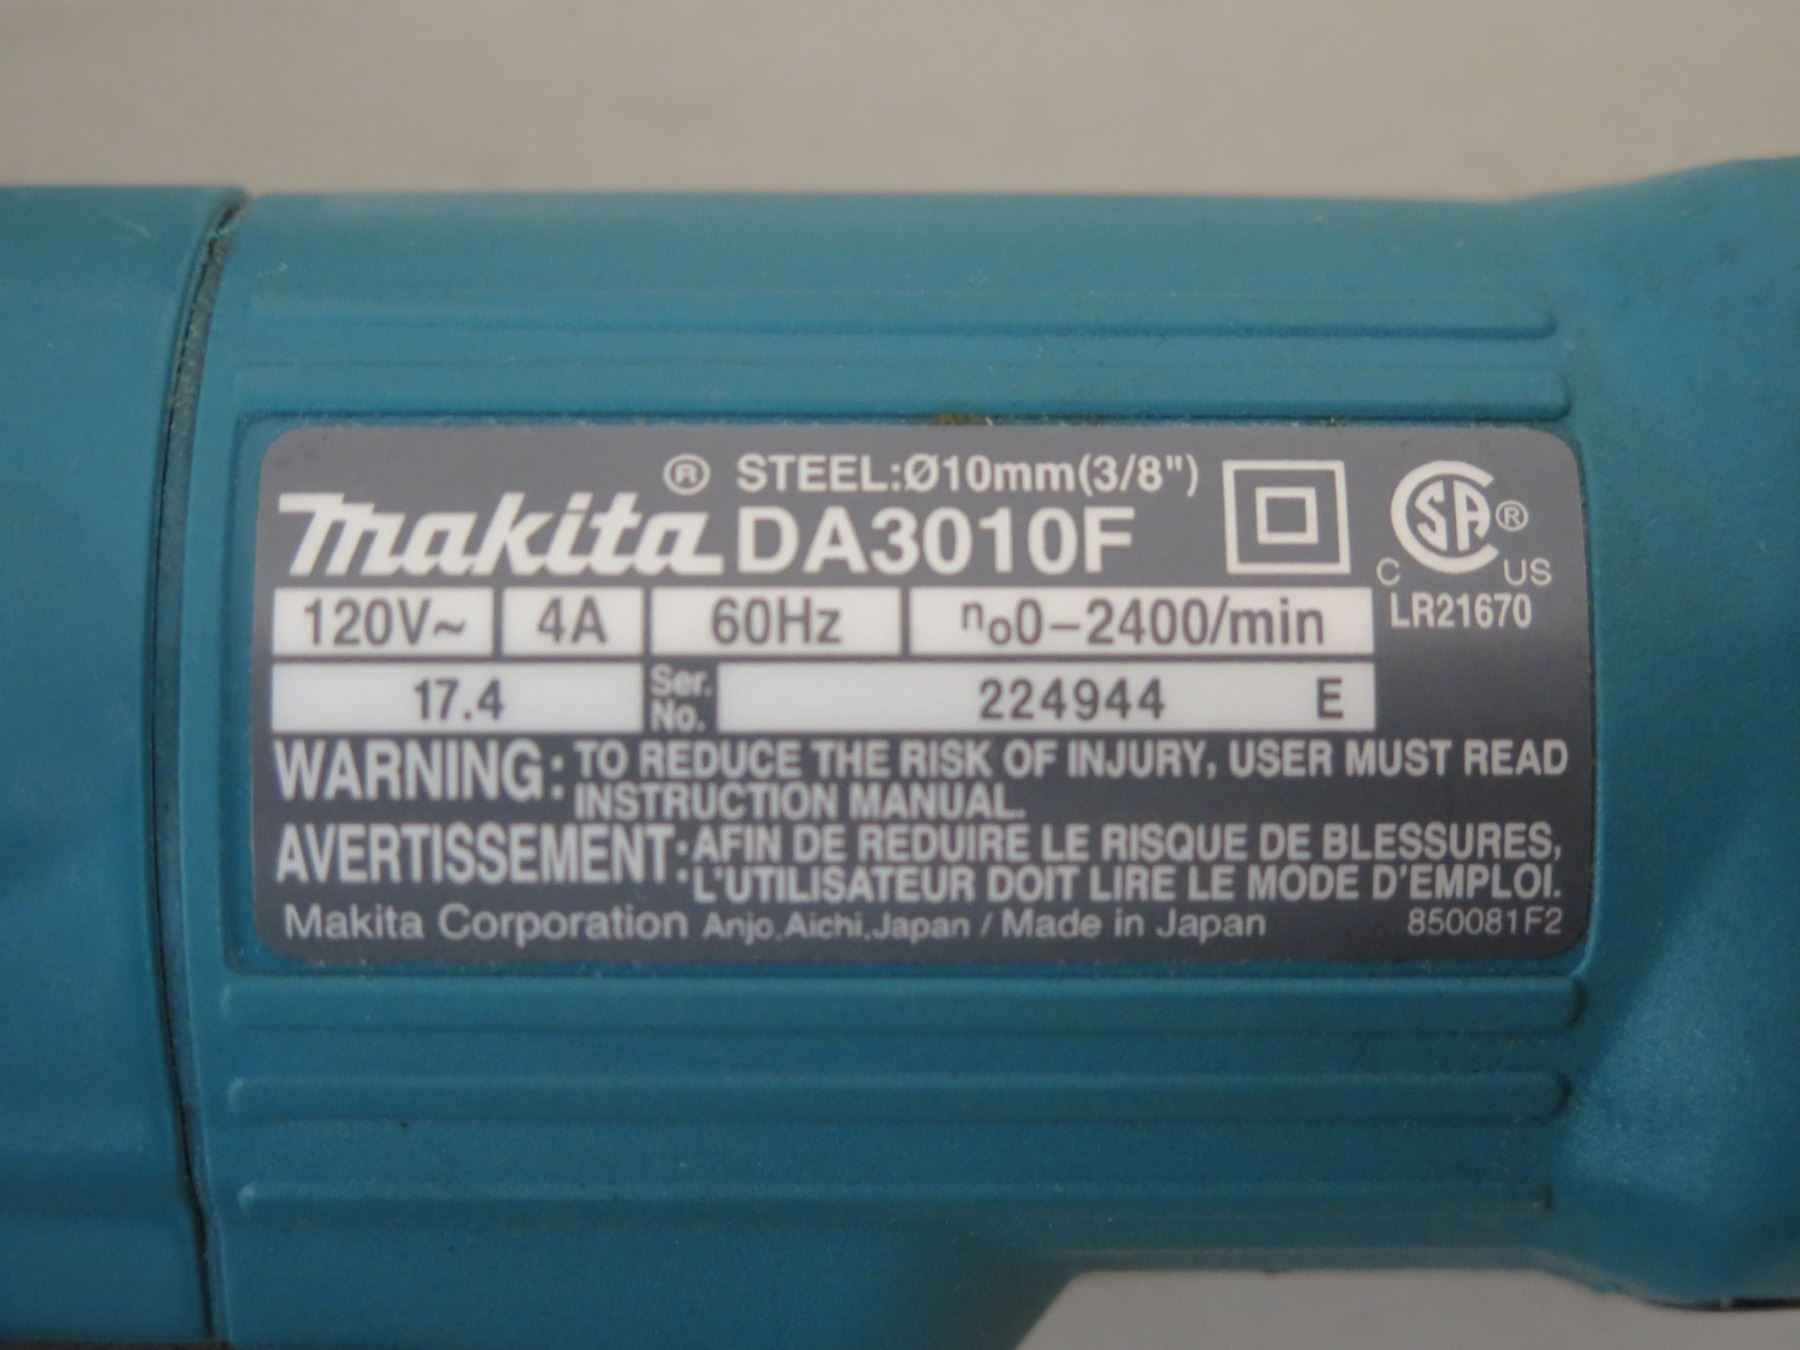 ® STEEL:Ø10mm(3/8")
makita DA3010F
SA ®
C US
LR21670
120V~ 4A 60Hz n₀0–2400/min
17.4 Ser. No. 224944 E
WARNING: TO REDUCE THE RISK OF INJURY, USER MUST READ
INSTRUCTION MANUAL.
AVERTISSEMENT: AFIN DE REDUIRE LE RISQUE DE BLESSURES,
L'UTILISATEUR DOIT LIRE LE MODE D'EMPLOI.
Makita Corporation Anjo,Aichi,Japan / Made in Japan 850081F2